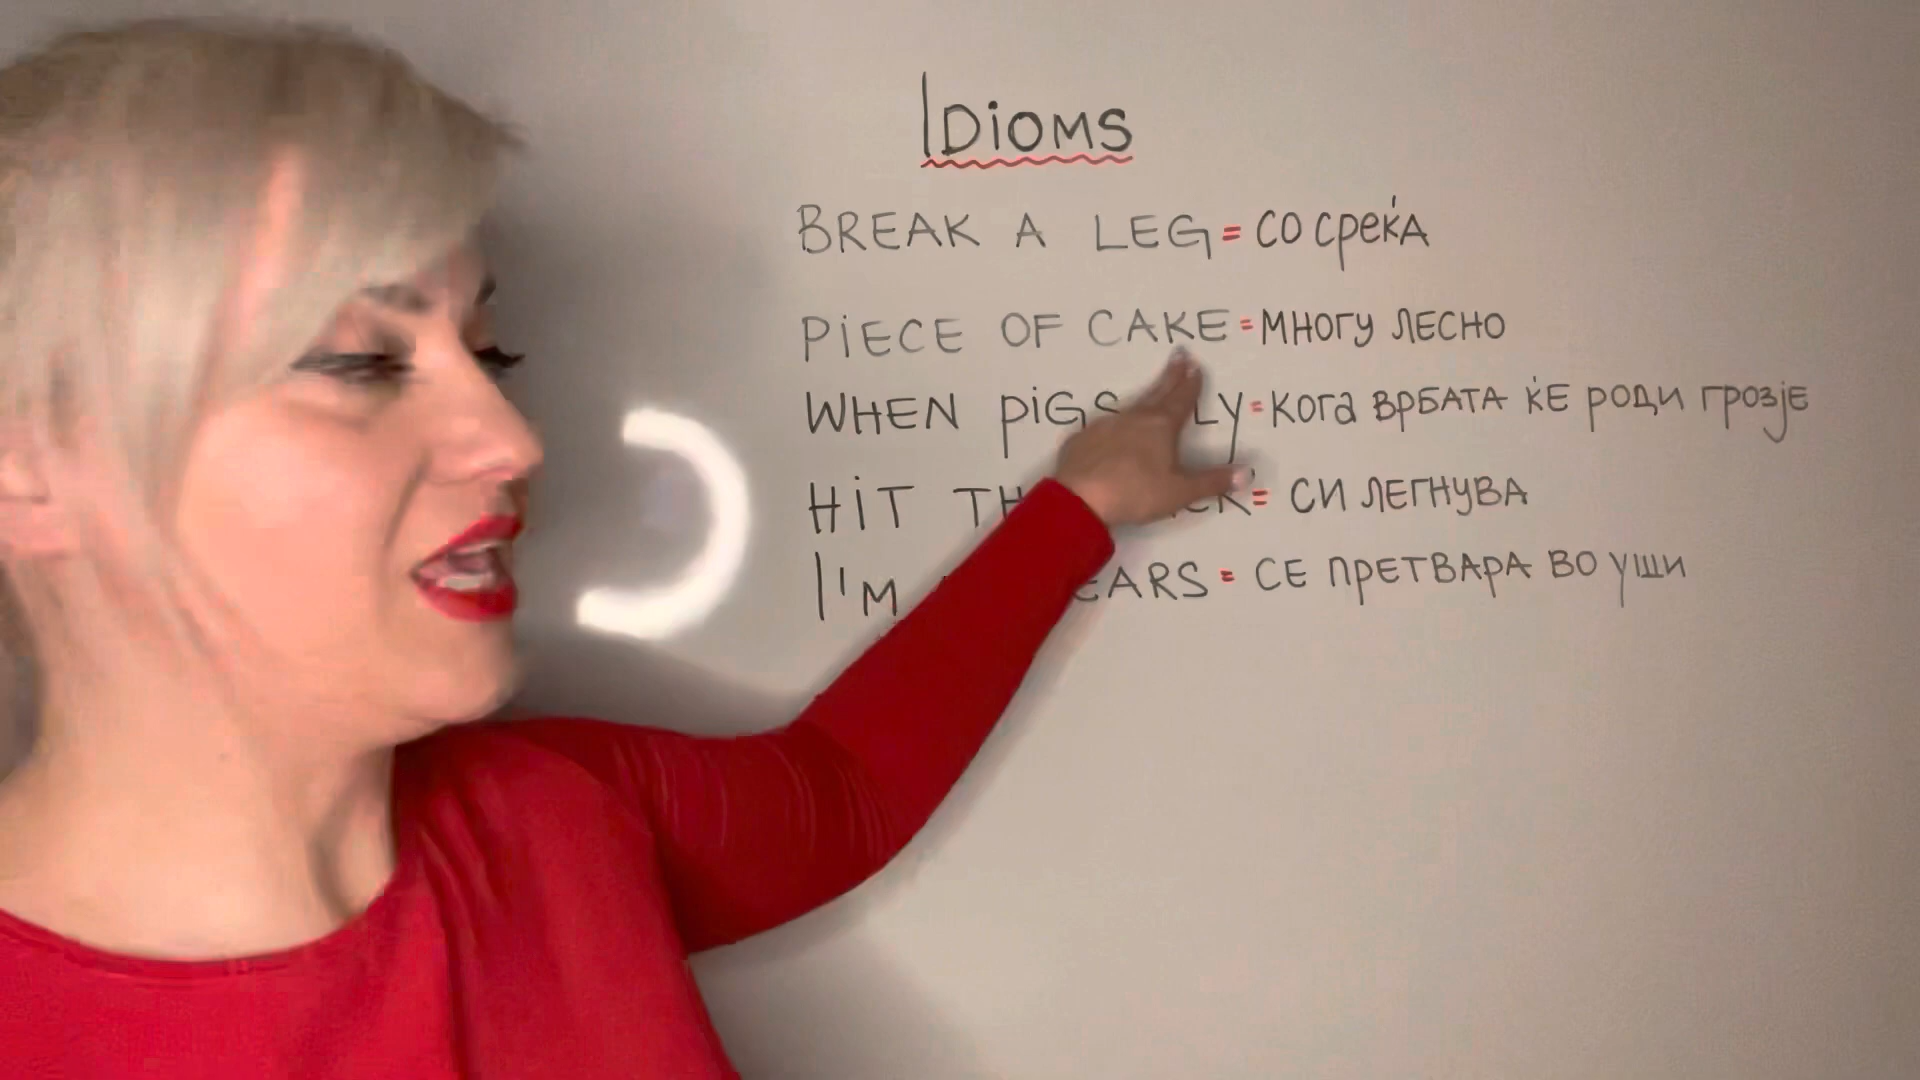 Idioms
BREAK A LEG = СО СРЕЌА
PIECE OF CAKE = МНОГУ ЛЕСНО
WHEN PIGS LY = КОГА ВРБАТА ЌЕ РОДИ ГРОЗЈЕ
HIT = СИ ЛЕГНУВА
I'M EARS = СЕ ПРЕТВАРА ВО УШИ